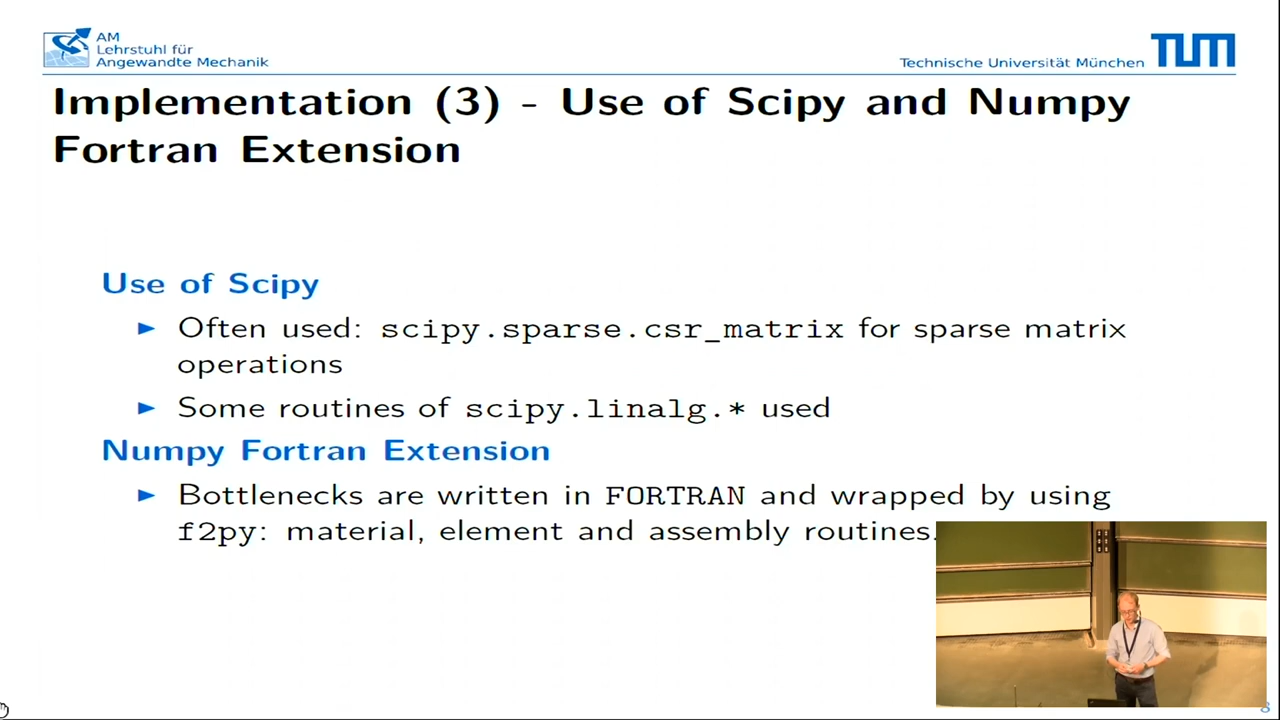 AM
Lehrstuhl für
Angewandte Mechanik
Technische Universität München
TUM
Implementation (3) - Use of Scipy and Numpy
Fortran Extension
Use of Scipy
► Often used: scipy.sparse.csr_matrix for sparse matrix
operations
► Some routines of scipy.linalg.* used
Numpy Fortran Extension
► Bottlenecks are written in FORTRAN and wrapped by using
f2py: material, element and assembly routines.
8